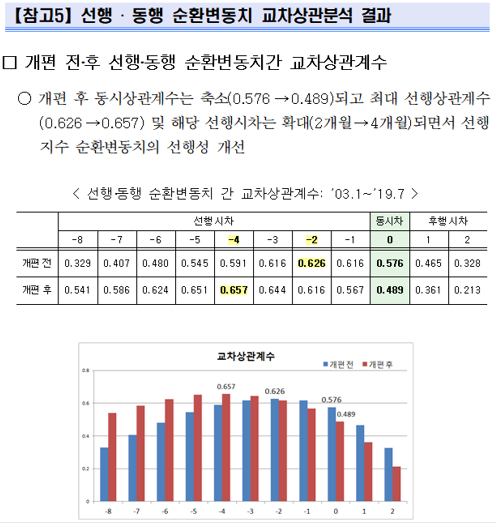 【참고5】 선행 · 동행 순환변동치 교차상관분석 결과
□ 개편 전·후 선행·동행 순환변동치간 교차상관계수
○ 개편 후 동시상관계수는 축소(0.576 → 0.489)되고 최대 선행상관계수
(0.626 → 0.657) 및 해당 선행시차는 확대(2개월 → 4개월)되면서 선행
지수 순환변동치의 선행성 개선
< 선행·동행 순환변동치 간 교차상관계수: '03.1~'19.7 >
선행시차 동시차 후행시차
-8 -7 -6 -5 -4 -3 -2 -1 0 1 2
개편 전 0.329 0.407 0.480 0.545 0.591 0.616 0.626 0.616 0.576 0.465 0.328
개편 후 0.541 0.586 0.624 0.651 0.657 0.644 0.616 0.567 0.489 0.361 0.213
교차상관계수
개편 전 개편 후
0.8
0.6
0.4
0.2
0
0.657 0.626 0.576 0.489
-8 -7 -6 -5 -4 -3 -2 -1 0 1 2